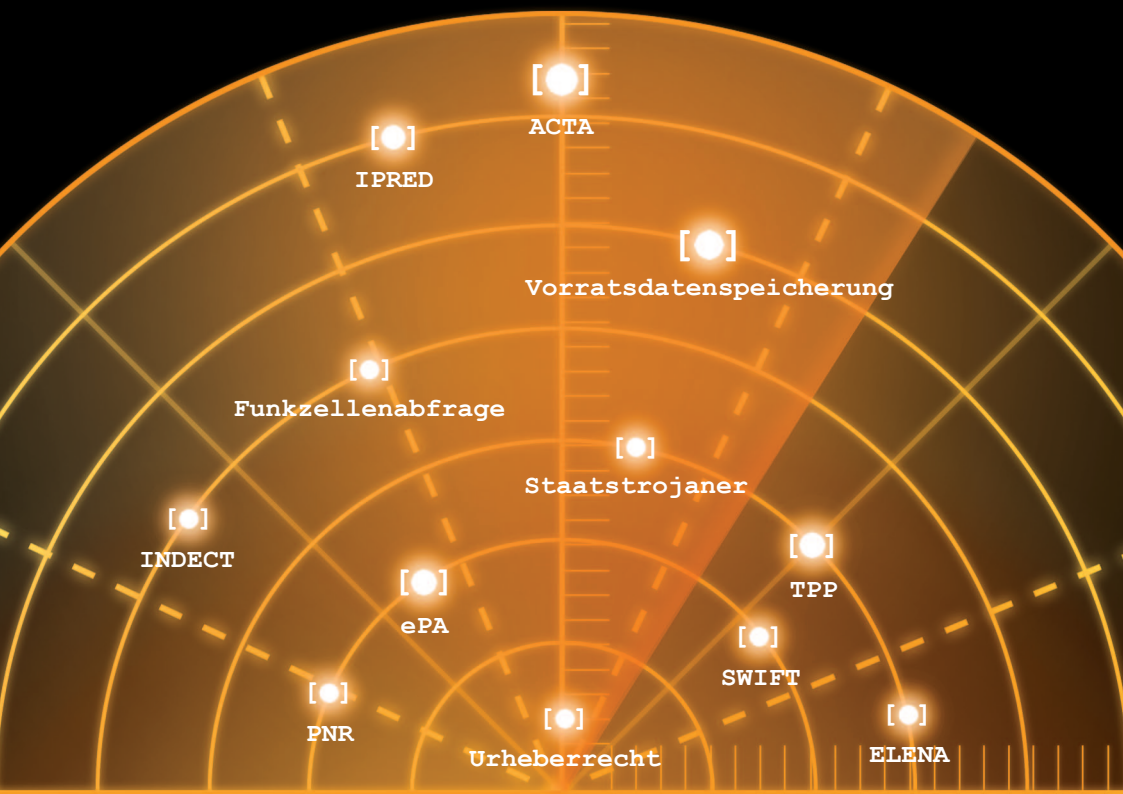 ACTA
IPRED
Vorratsdatenspeicherung
Funkzellenabfrage
Staatstrojaner
INDECT
TPP
ePA
SWIFT
PNR
Urheberrecht
ELENA